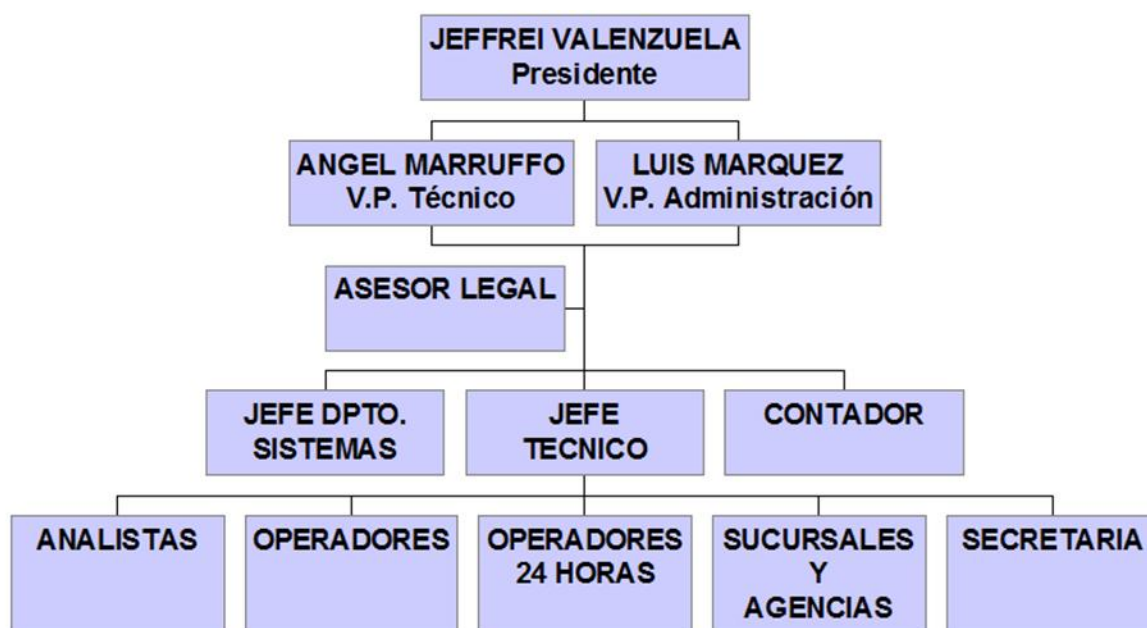 JEFFREI VALENZUELA
Presidente
ANGEL MARRUFFO
V.P. Técnico
LUIS MARQUEZ
V.P. Administración
ASESOR LEGAL
JEFE DPTO.
SISTEMAS
JEFE
TECNICO
CONTADOR
ANALISTAS
OPERADORES
OPERADORES
24 HORAS
SUCURSALES
Y
AGENCIAS
SECRETARIA